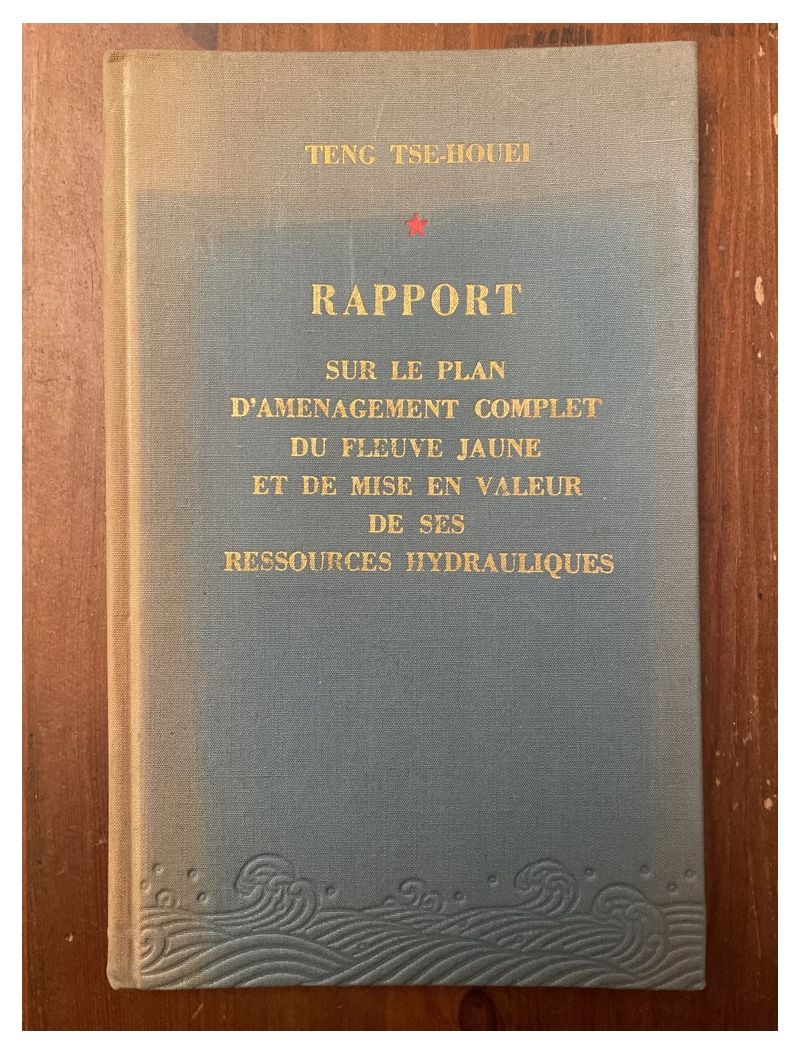 TENG TSE-HOUEI
RAPPORT
SUR LE PLAN
D'AMENAGEMENT COMPLET
DU FLEUVE JAUNE
ET DE MISE EN VALEUR
DE SES
RESSOURCES HYDRAULIQUES